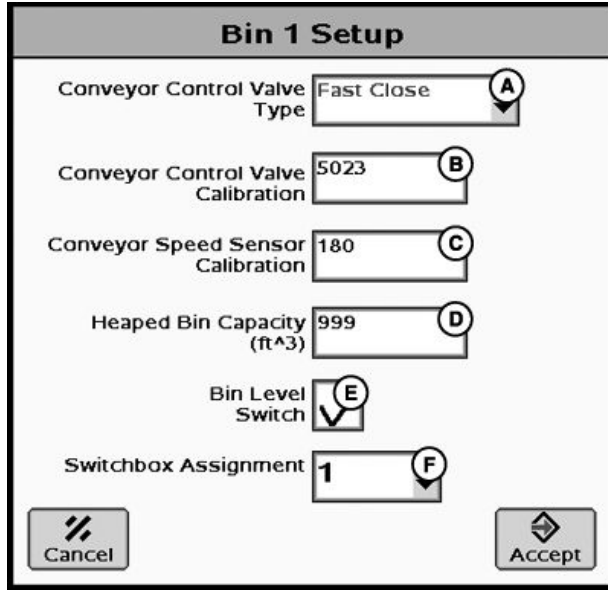 Bin 1 Setup
Conveyor Control Valve
Type
Fast Close
A
Conveyor Control Valve
Calibration
5023
B
Conveyor Speed Sensor
Calibration
180
C
Heaped Bin Capacity
(ft^3)
999
D
Bin Level
Switch
E
Switchbox Assignment
1
F
Cancel
Accept